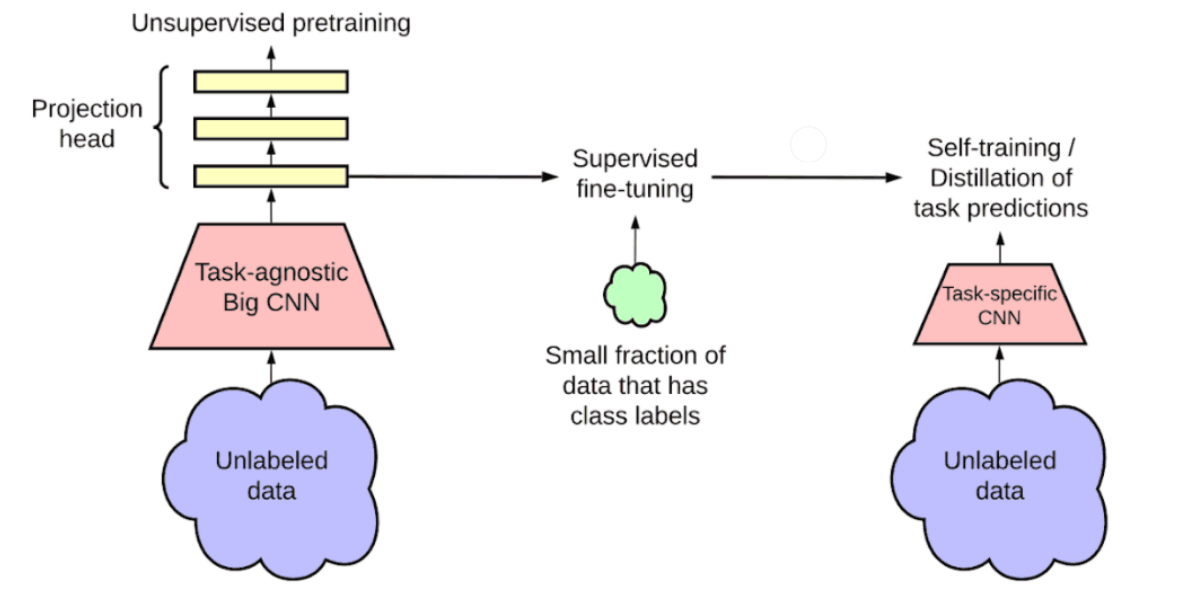 Unsupervised pretraining
Projection
head
Task-agnostic
Big CNN
Unlabeled
data
Supervised
fine-tuning
Small fraction of
data that has
class labels
Self-training /
Distillation of
task predictions
Task-specific
CNN
Unlabeled
data